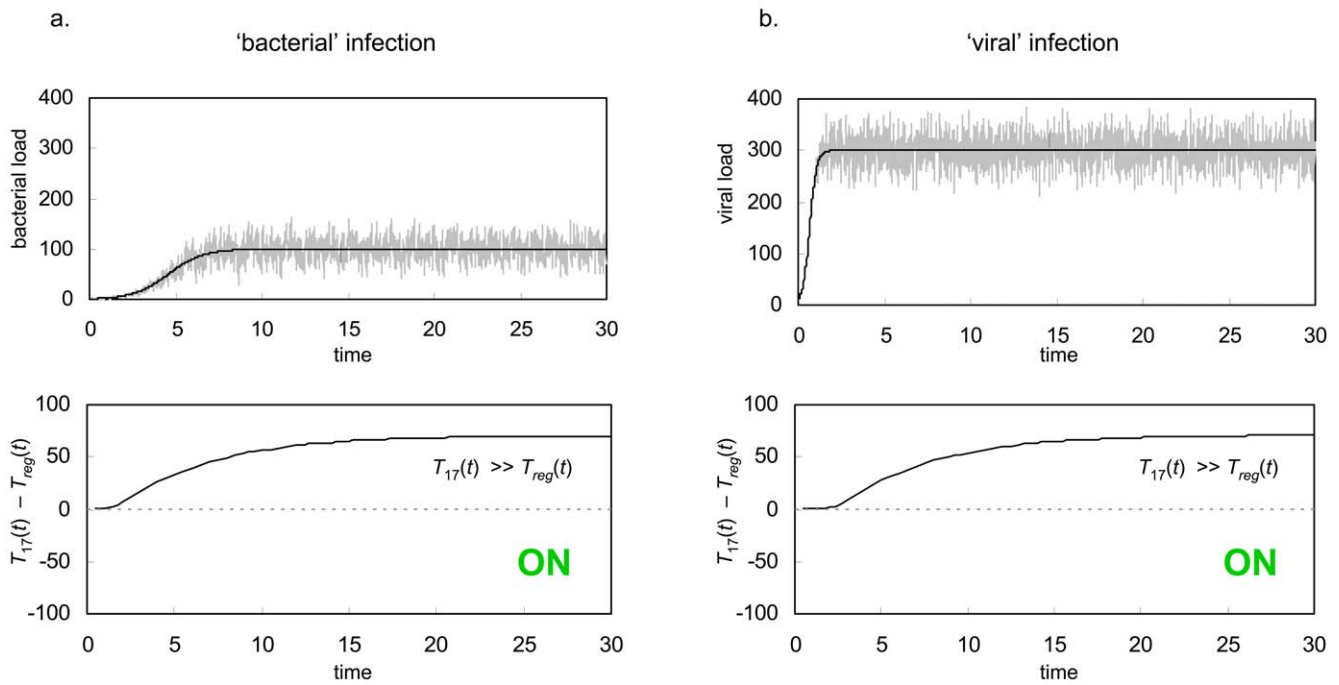 a.
'bacterial' infection
bacterial load
400
300
200
100
0
0 5 10 15 20 25 30
time
T17(t) − Treg(t)
100
50
0
-50
-100
T17(t) >> Treg(t)
ON
0 5 10 15 20 25 30
time
b.
'viral' infection
viral load
400
300
200
100
0
0 5 10 15 20 25 30
time
T17(t) − Treg(t)
100
50
0
-50
-100
T17(t) >> Treg(t)
ON
0 5 10 15 20 25 30
time